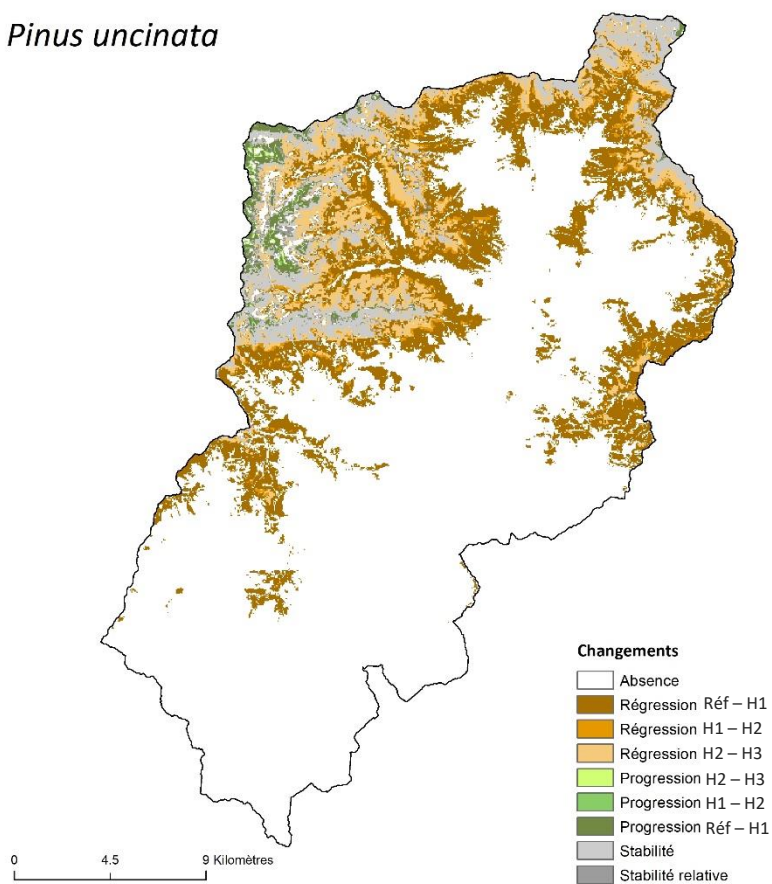 Pinus uncinata
Changements
Absence
Régression Réf – H1
Régression H1 – H2
Régression H2 – H3
Progression H2 – H3
Progression H1 – H2
Progression Réf – H1
Stabilité
Stabilité relative
0 4.5 9 Kilomètres